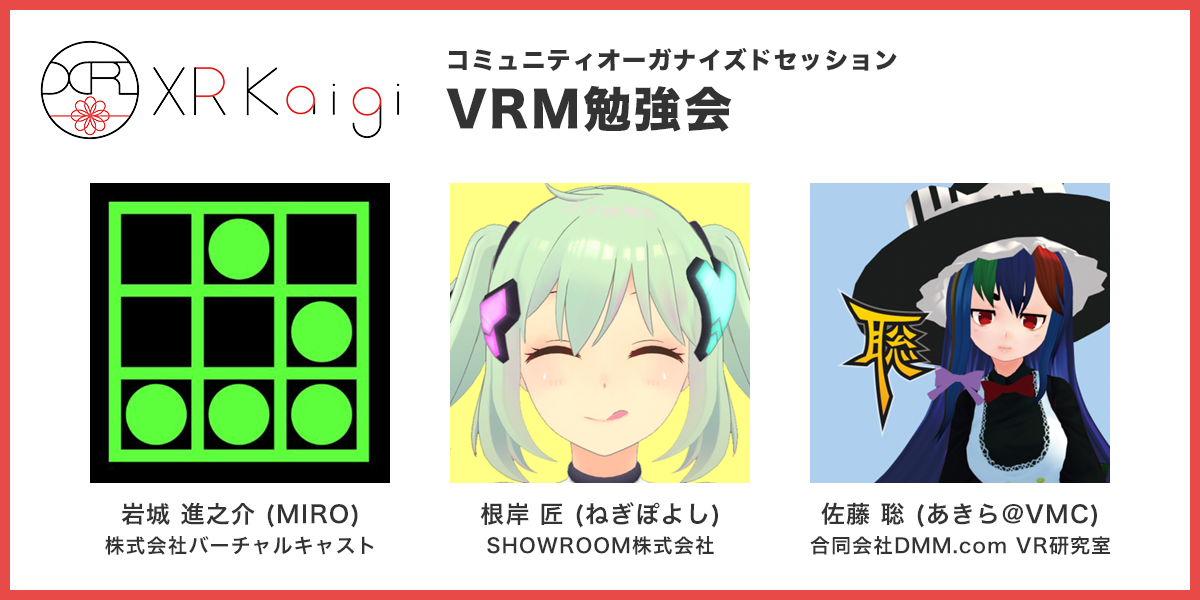 XR
XR Kaigi
コミュニティオーガナイズドセッション
VRM勉強会
聡
岩城 進之介 (MIRO)
株式会社バーチャルキャスト
根岸 匠 (ねぎぽよし)
SHOWROOM株式会社
佐藤 聡 (あきら@VMC)
合同会社DMM.com VR研究室